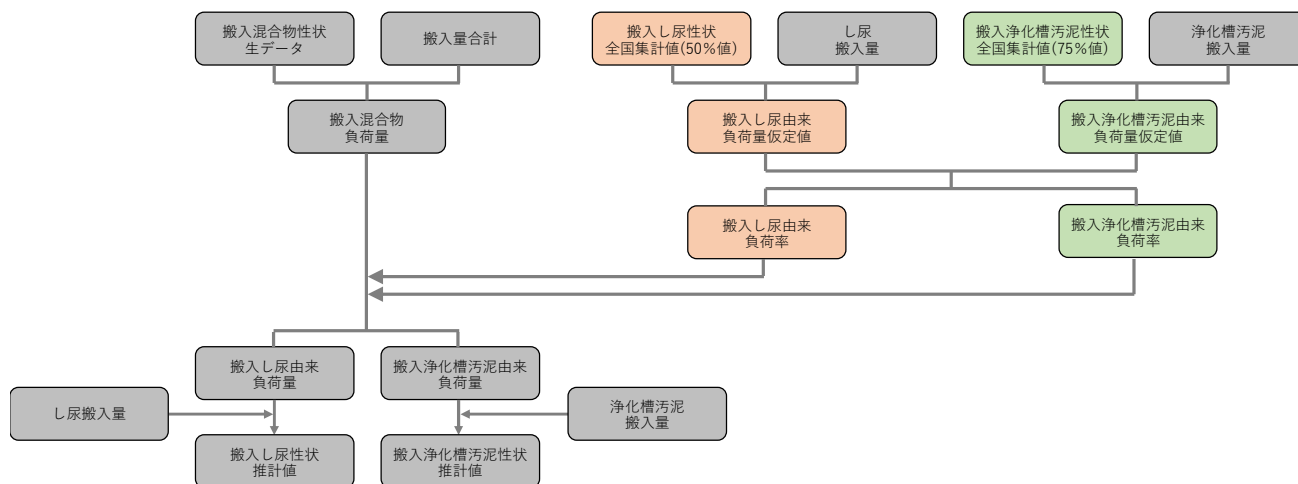 搬入混合物性状
生データ
搬入量合計
搬入し尿性状
全国集計値(50%値)
し尿
搬入量
搬入浄化槽汚泥性状
全国集計値(75%値)
浄化槽汚泥
搬入量
搬入混合物
負荷量
搬入し尿由来
負荷量仮定値
搬入浄化槽汚泥由来
負荷量仮定値
搬入し尿由来
負荷率
搬入浄化槽汚泥由来
負荷率
搬入し尿由来
負荷量
搬入浄化槽汚泥由来
負荷量
し尿搬入量
浄化槽汚泥
搬入量
搬入し尿性状
推計値
搬入浄化槽汚泥性状
推計値